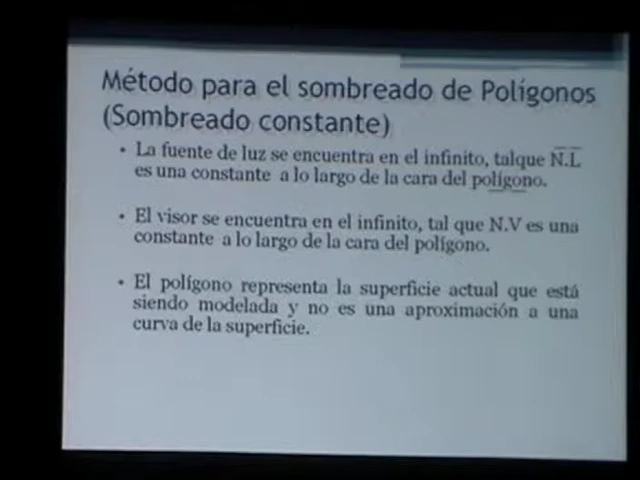 Método para el sombreado de Polígonos
(Sombreado constante)
• La fuente de luz se encuentra en el infinito, talque N.L
es una constante a lo largo de la cara del polígono.
• El visor se encuentra en el infinito, tal que N.V es una
constante a lo largo de la cara del polígono.
• El polígono representa la superficie actual que está
siendo modelada y no es una aproximación a una
curva de la superficie.